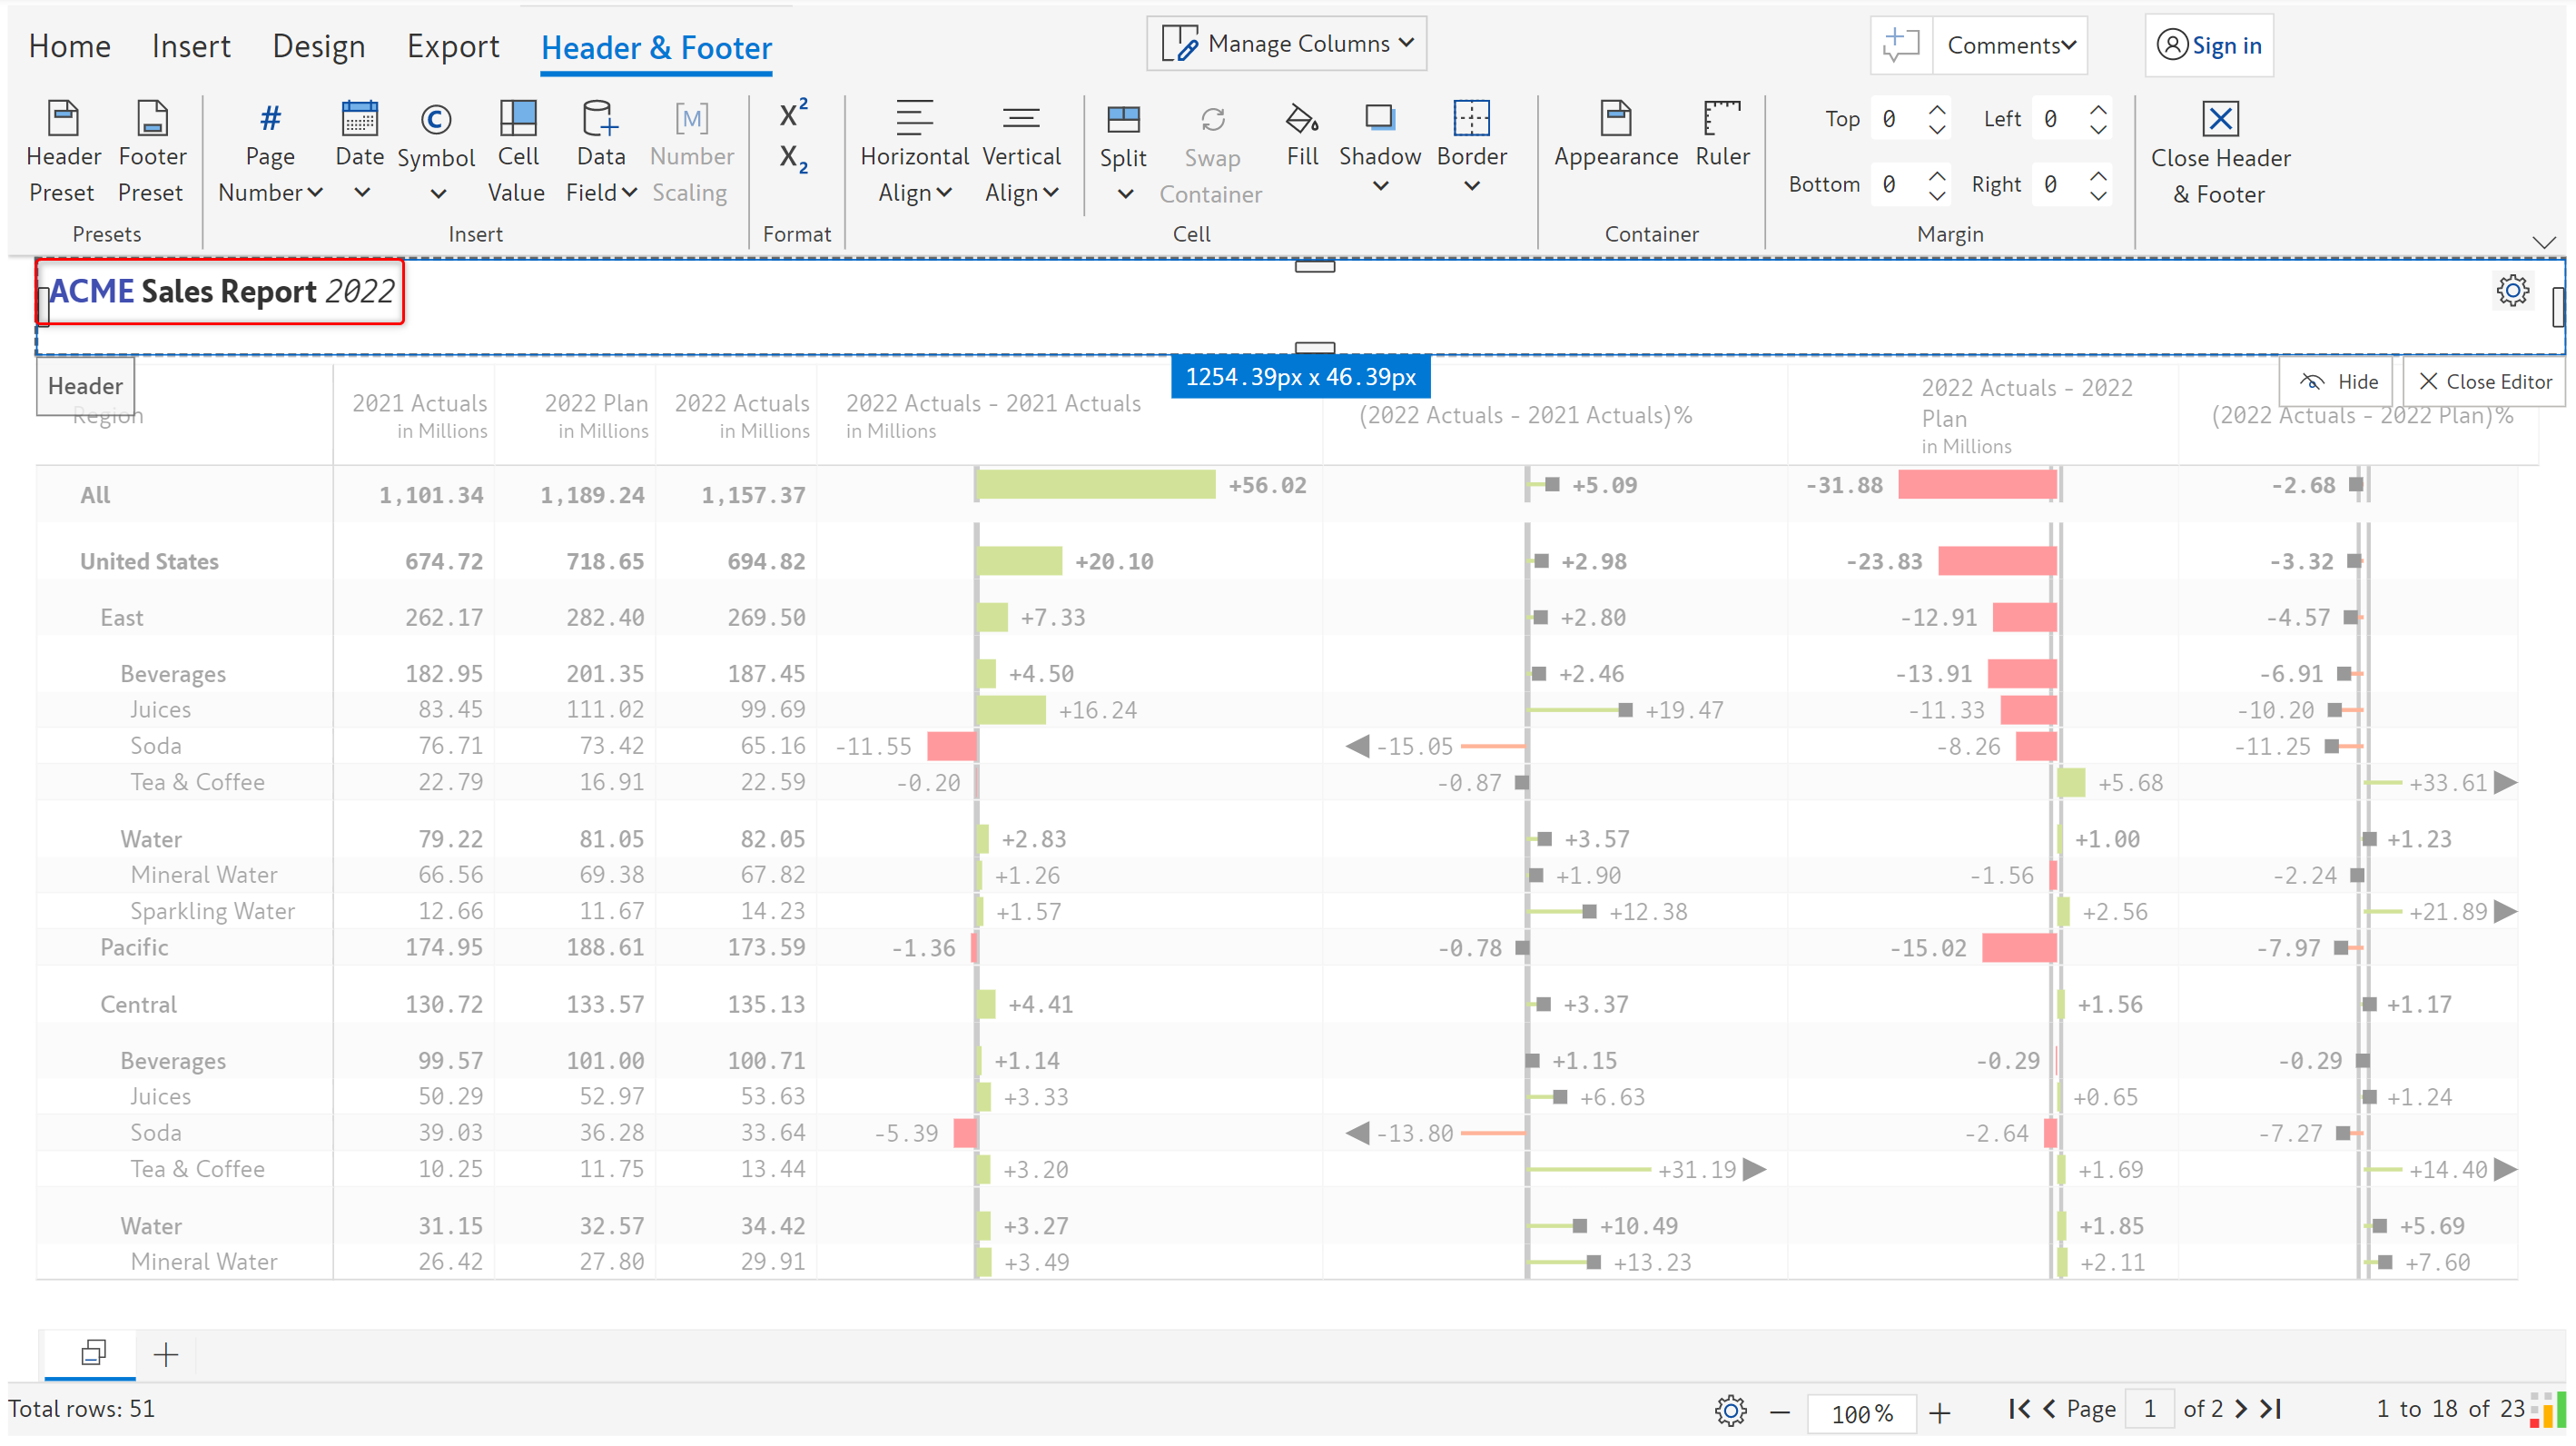 Home Insert Design Export Header & Footer Manage Columns Comments Sign in
Header Preset Footer Preset Page Number Date Symbol Cell Value Data Field [M] Number Scaling X² X₂ Horizontal Align Vertical Align Split Swap Container Fill Shadow Border Appearance Ruler Close Header & Footer
Top 0 Left 0
Bottom 0 Right 0
Presets Insert Format Cell Container Margin
ACME Sales Report 2022
1254.39px x 46.39px
Header Hide Close Editor
Region 2021 Actuals in Millions 2022 Plan in Millions 2022 Actuals in Millions 2022 Actuals - 2021 Actuals in Millions (2022 Actuals - 2021 Actuals)% 2022 Actuals - 2022 Plan in Millions (2022 Actuals - 2022 Plan)%
All 1,101.34 1,189.24 1,157.37 +56.02 +5.09 -31.88 -2.68
United States 674.72 718.65 694.82 +20.10 +2.98 -23.83 -3.32
East 262.17 282.40 269.50 +7.33 +2.80 -12.91 -4.57
Beverages 182.95 201.35 187.45 +4.50 +2.46 -13.91 -6.91
Juices 83.45 111.02 99.69 +16.24 +19.47 -11.33 -10.20
Soda 76.71 73.42 65.16 -11.55 -15.05 -8.26 -11.25
Tea & Coffee 22.79 16.91 22.59 -0.20 -0.87 +5.68 +33.61
Water 79.22 81.05 82.05 +2.83 +3.57 +1.00 +1.23
Mineral Water 66.56 69.38 67.82 +1.26 +1.90 -1.56 -2.24
Sparkling Water 12.66 11.67 14.23 +1.57 +12.38 +2.56 +21.89
Pacific 174.95 188.61 173.59 -1.36 -0.78 -15.02 -7.97
Central 130.72 133.57 135.13 +4.41 +3.37 +1.56 +1.17
Beverages 99.57 101.00 100.71 +1.14 +1.15 -0.29 -0.29
Juices 50.29 52.97 53.63 +3.33 +6.63 +0.65 +1.24
Soda 39.03 36.28 33.64 -5.39 -13.80 -2.64 -7.27
Tea & Coffee 10.25 11.75 13.44 +3.20 +31.19 +1.69 +14.40
Water 31.15 32.57 34.42 +3.27 +10.49 +1.85 +5.69
Mineral Water 26.42 27.80 29.91 +3.49 +13.23 +2.11 +7.60
Total rows: 51 100% Page 1 of 2 1 to 18 of 23